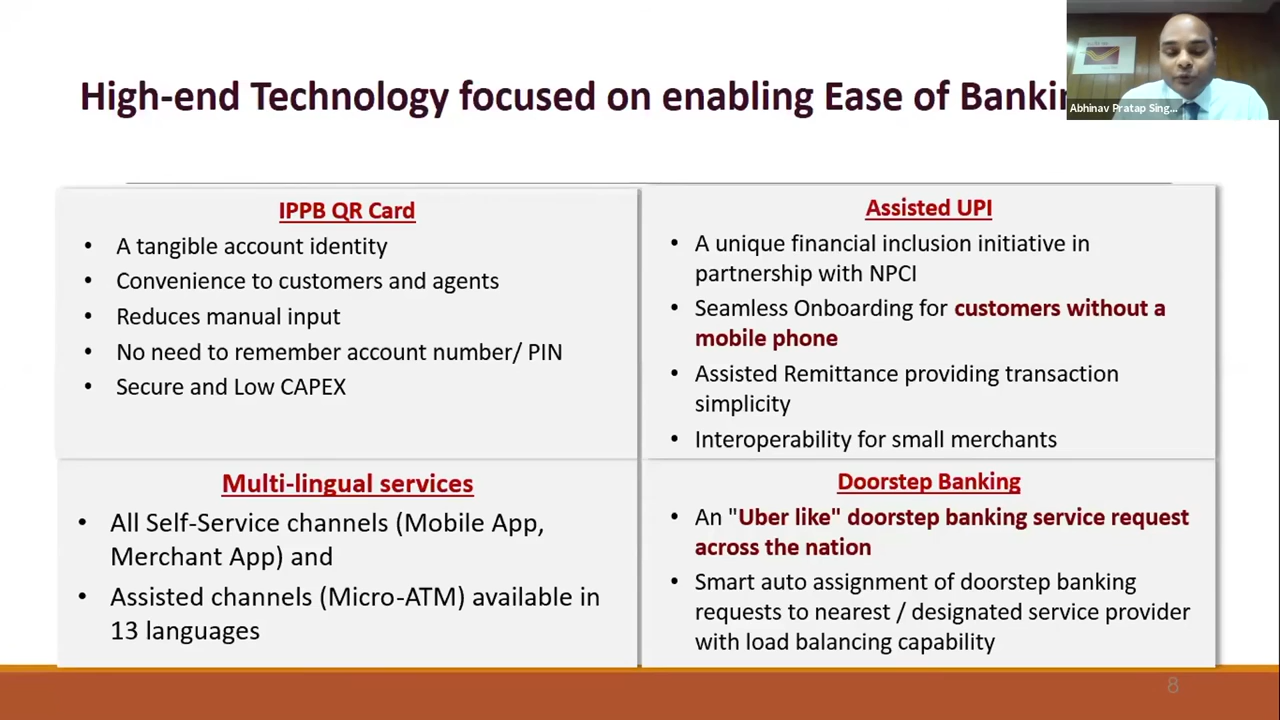 High-end Technology focused on enabling Ease of Banki
Abhinav Pratap Sing...
IPPB QR Card
• A tangible account identity
• Convenience to customers and agents
• Reduces manual input
• No need to remember account number/ PIN
• Secure and Low CAPEX
Assisted UPI
• A unique financial inclusion initiative in
partnership with NPCI
• Seamless Onboarding for customers without a
mobile phone
• Assisted Remittance providing transaction
simplicity
• Interoperability for small merchants
Multi-lingual services
• All Self-Service channels (Mobile App,
Merchant App) and
• Assisted channels (Micro-ATM) available in
13 languages
Doorstep Banking
• An "Uber like" doorstep banking service request
across the nation
• Smart auto assignment of doorstep banking
requests to nearest / designated service provider
with load balancing capability
8